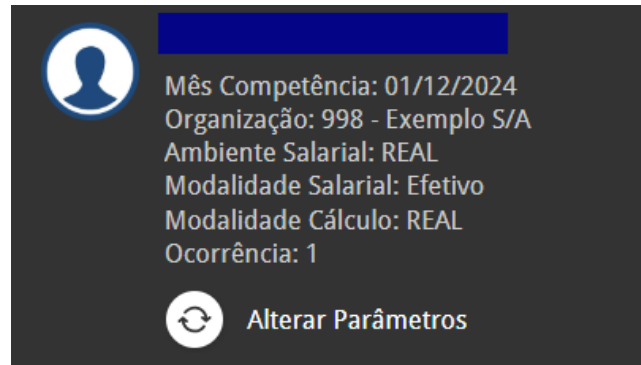 Mês Competência: 01/12/2024
Organização: 998 - Exemplo S/A
Ambiente Salarial: REAL
Modalidade Salarial: Efetivo
Modalidade Cálculo: REAL
Ocorrência: 1
Alterar Parâmetros